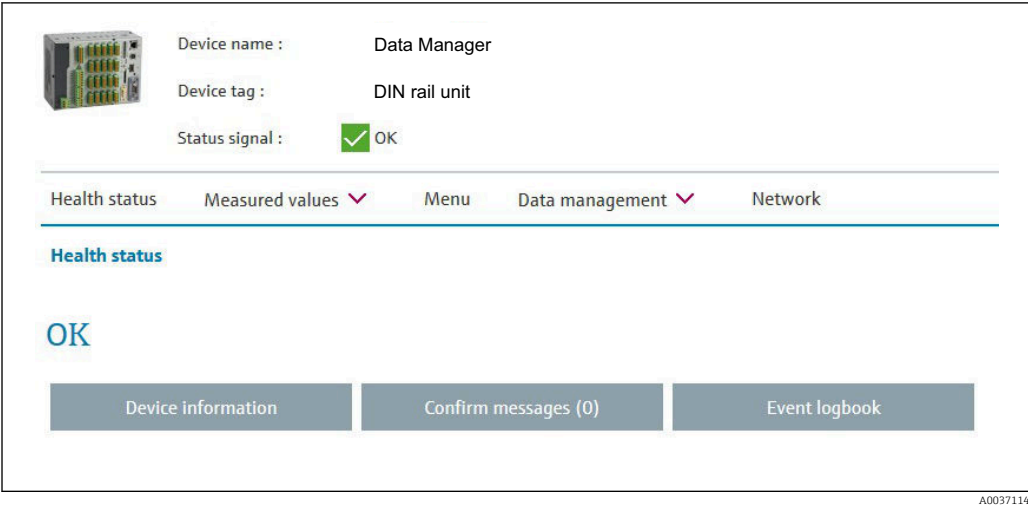 Device name : Data Manager
Device tag : DIN rail unit
Status signal : OK
Health status Measured values Menu Data management Network
Health status
OK
Device information Confirm messages (0) Event logbook
A0037114